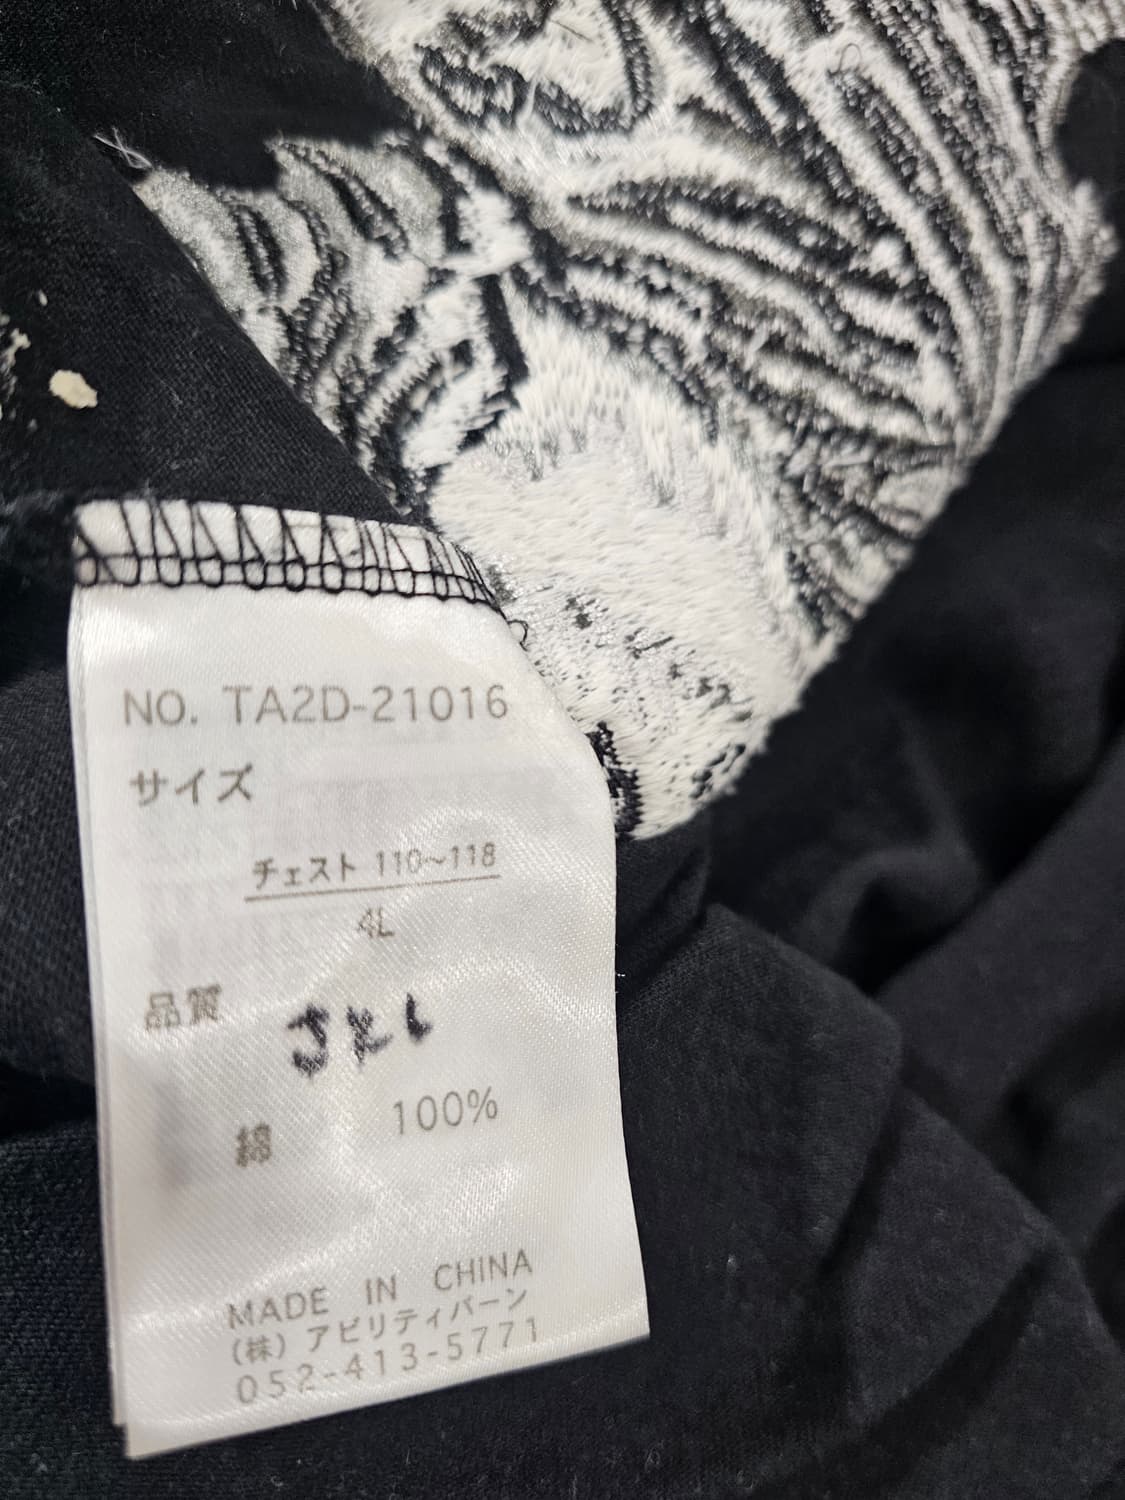 NO. TA2D-21016
サイズ
チェスト 110~118
4L
品質
3XL
綿 100%
MADE IN CHINA
(株) アビリティバーン
052-413-5771